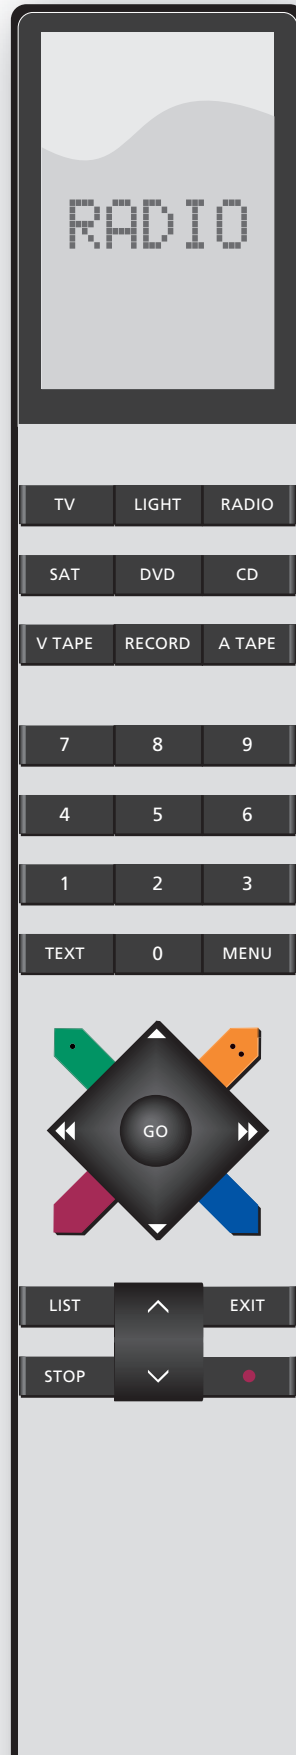 RADIO
TV LIGHT RADIO
SAT DVD CD
V TAPE RECORD A TAPE
7 8 9
4 5 6
1 2 3
TEXT 0 MENU
GO
LIST EXIT
STOP